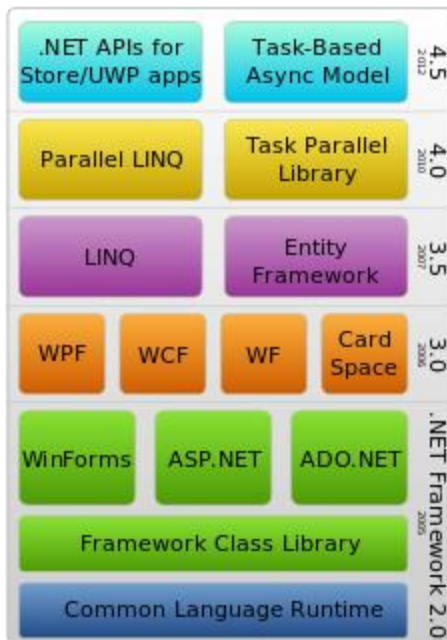 .NET APIs for
Store/UWP apps
Task-Based
Async Model
4.5
2012
Parallel LINQ
Task Parallel
Library
4.0
2010
LINQ
Entity
Framework
3.5
2007
WPF
WCF
WF
Card
Space
3.0
2006
WinForms
ASP.NET
ADO.NET
Framework Class Library
Common Language Runtime
.NET Framework 2.0
2005